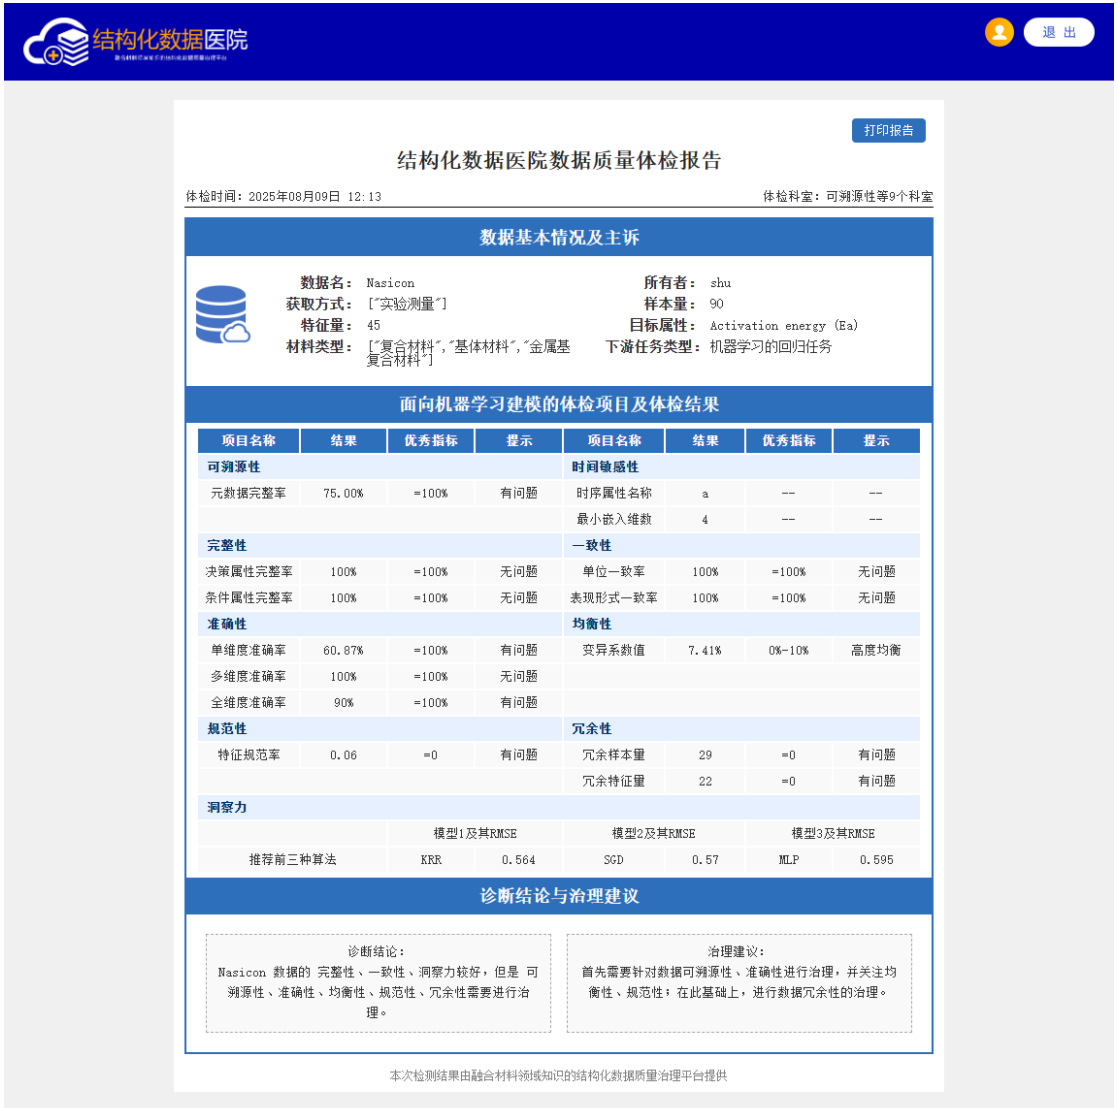 结构化数据医院
退 出
打印报告
结构化数据医院数据质量体检报告
体检时间：2025年08月09日 12:13 体检科室：可溯源性等9个科室
数据基本情况及主诉
数据名： Nasicon 所有者： shu
获取方式： ["实验测量"] 样本量： 90
特征量： 45 目标属性： Activation energy (Ea)
材料类型： ["复合材料","基体材料","金属基 下游任务类型： 机器学习的回归任务
复合材料"]
面向机器学习建模的体检项目及体检结果
项目名称 结果 优秀指标 提示 项目名称 结果 优秀指标 提示
可溯源性 时间敏感性
元数据完整率 75.00% =100% 有问题 时序属性名称 a -- --
最小嵌入维数 4 -- --
完整性 一致性
决策属性完整率 100% =100% 无问题 单位一致率 100% =100% 无问题
条件属性完整率 100% =100% 无问题 表现形式一致率 100% =100% 无问题
准确性 均衡性
单维度准确率 60.87% =100% 有问题 变异系数值 7.41% 0%-10% 高度均衡
多维度准确率 100% =100% 无问题
全维度准确率 90% =100% 有问题
规范性 冗余性
特征规范率 0.06 =0 有问题 冗余样本量 29 =0 有问题
冗余特征量 22 =0 有问题
洞察力
模型1及其RMSE 模型2及其RMSE 模型3及其RMSE
推荐前三种算法 KRR 0.564 SGD 0.57 MLP 0.595
诊断结论与治理建议
诊断结论：
Nasicon 数据的 完整性、一致性、洞察力较好，但是 可
溯源性、准确性、均衡性、规范性、冗余性需要进行治
理。
治理建议：
首先需要针对数据可溯源性、准确性进行治理，并关注均
衡性、规范性；在此基础上，进行数据冗余性的治理。
本次检测结果由融合材料领域知识的结构化数据质量治理平台提供